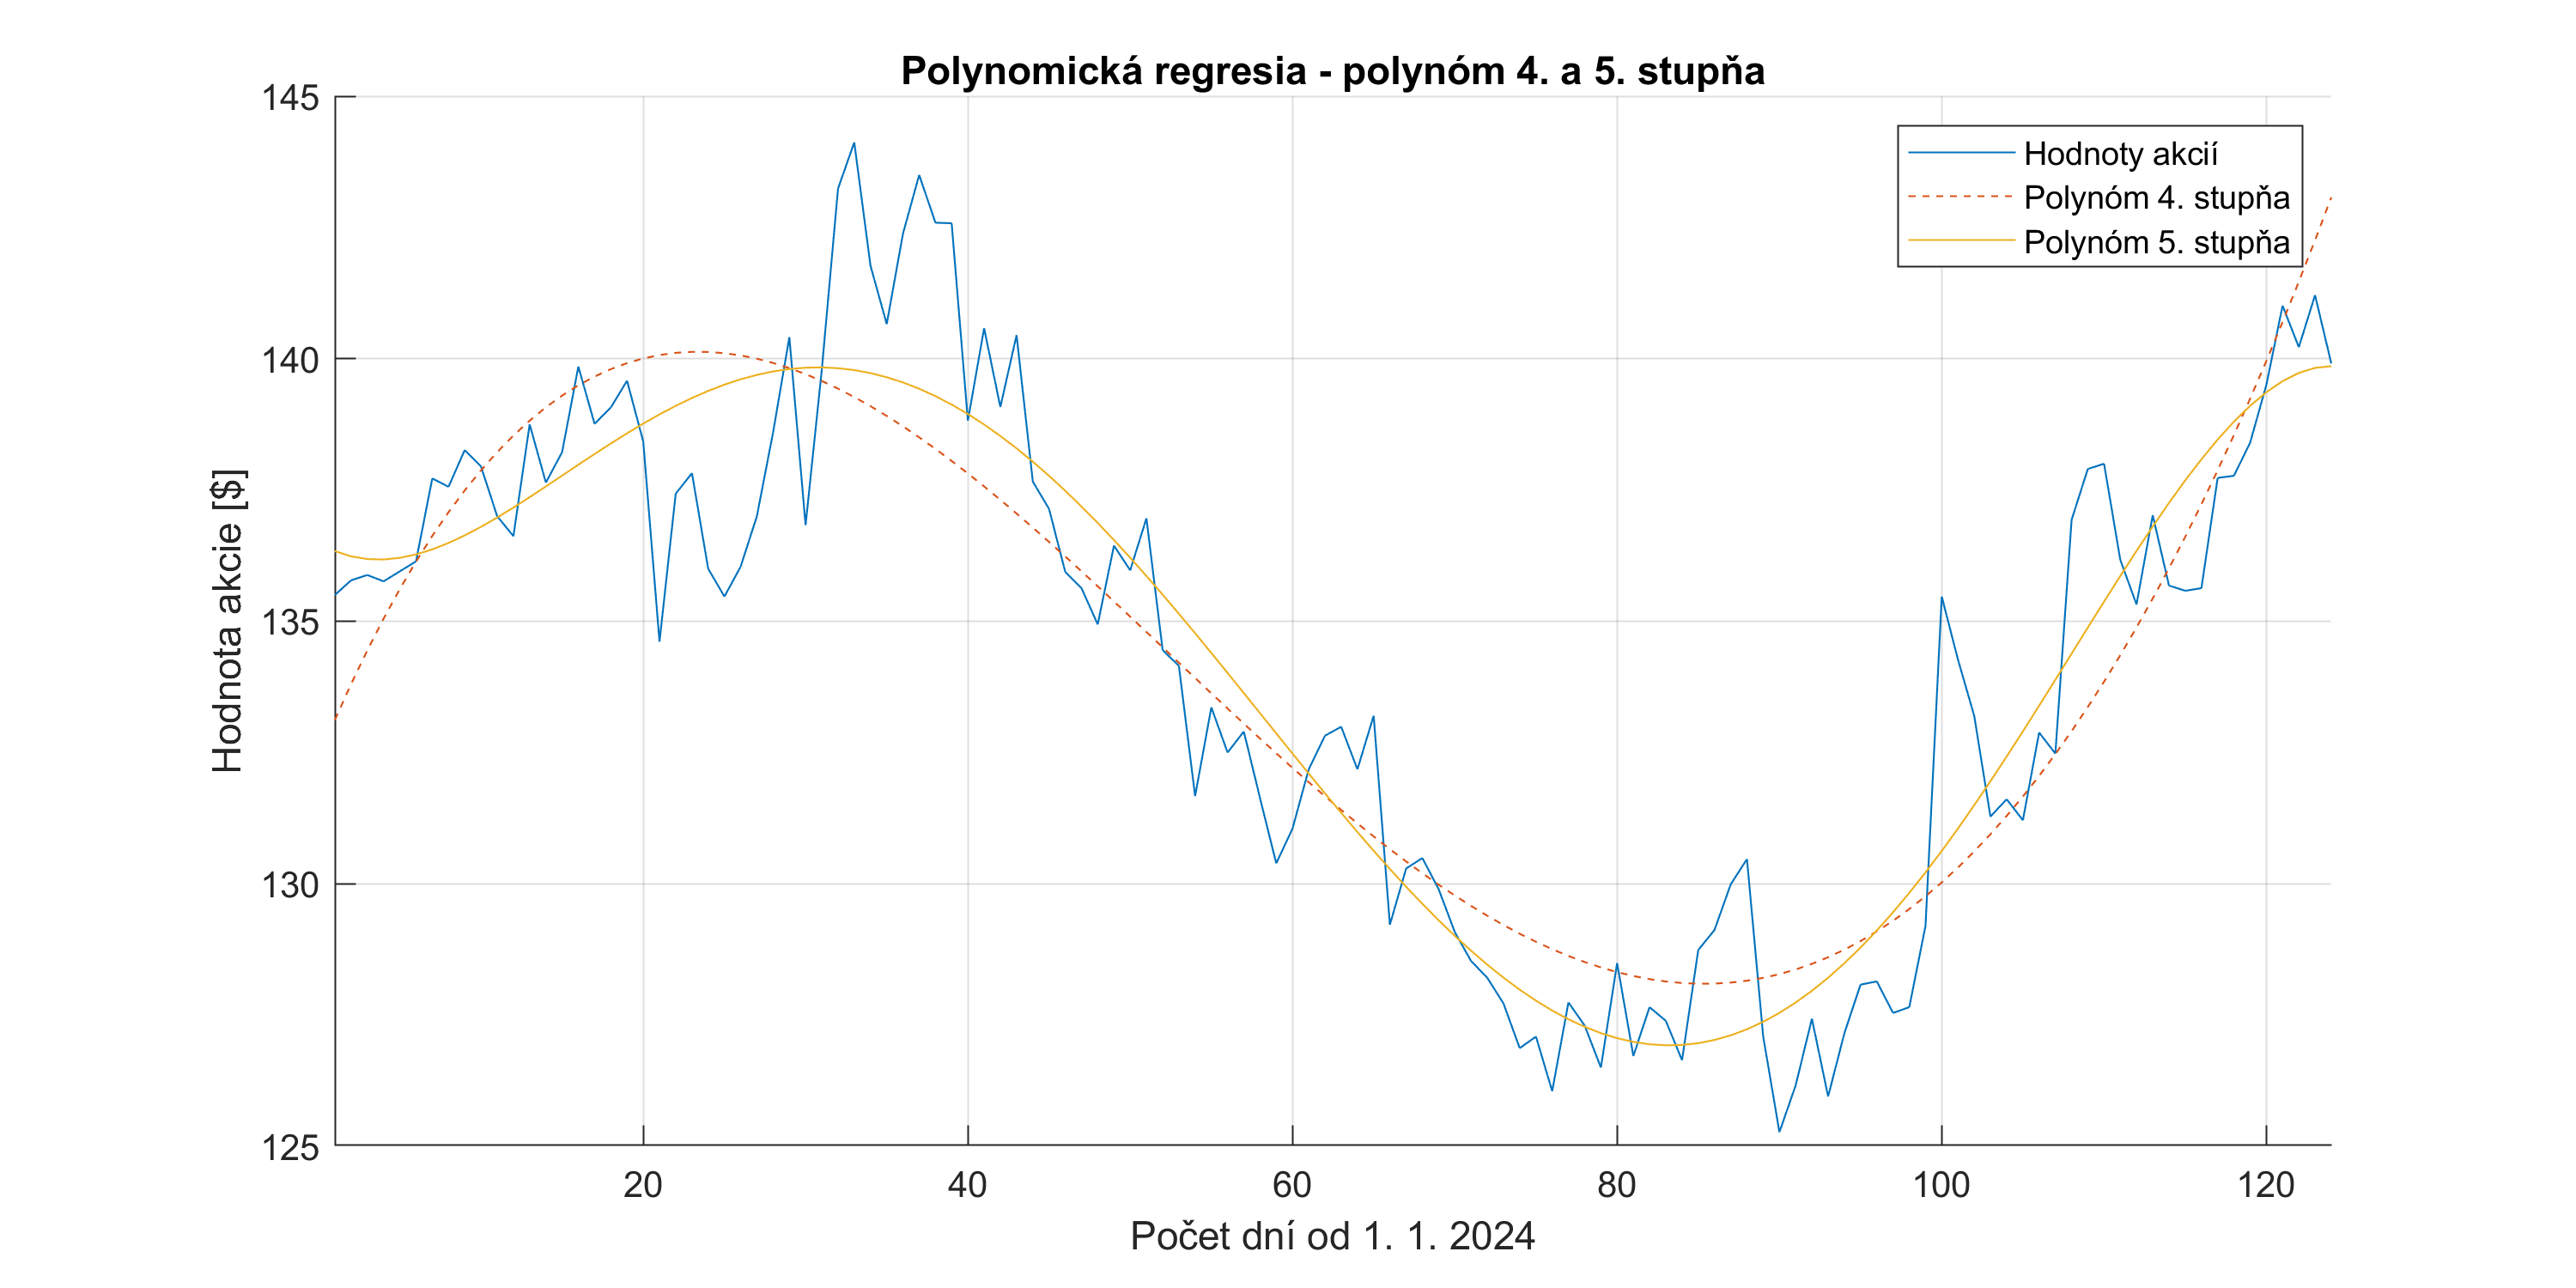 Polynomická regresia - polynóm 4. a 5. stupňa
145
140
135
130
125
Hodnota akcie [$]
Hodnoty akcií
Polynóm 4. stupňa
Polynóm 5. stupňa
20 40 60 80 100 120
Počet dní od 1. 1. 2024